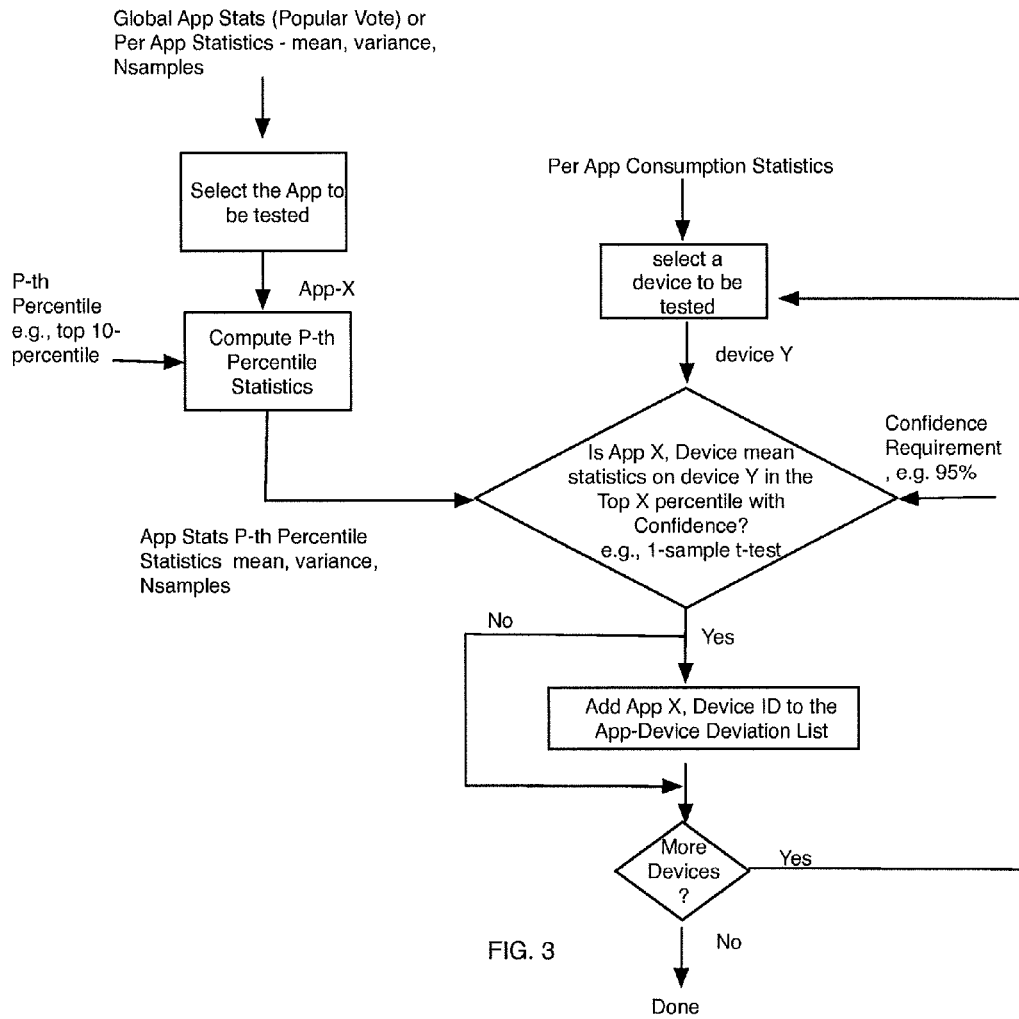 Global App Stats (Popular Vote) or
Per App Statistics - mean, variance,
Nsamples
Select the App to
be tested
App-X
P-th
Percentile
e.g., top 10-
percentile
Compute P-th
Percentile
Statistics
App Stats P-th Percentile
Statistics mean, variance,
Nsamples
Per App Consumption Statistics
select a
device to be
tested
device Y
Is App X, Device mean
statistics on device Y in the
Top X percentile with
Confidence?
e.g., 1-sample t-test
Confidence
Requirement
, e.g. 95%
No
Yes
Add App X, Device ID to the
App-Device Deviation List
More
Devices
?
Yes
No
Done
FIG. 3